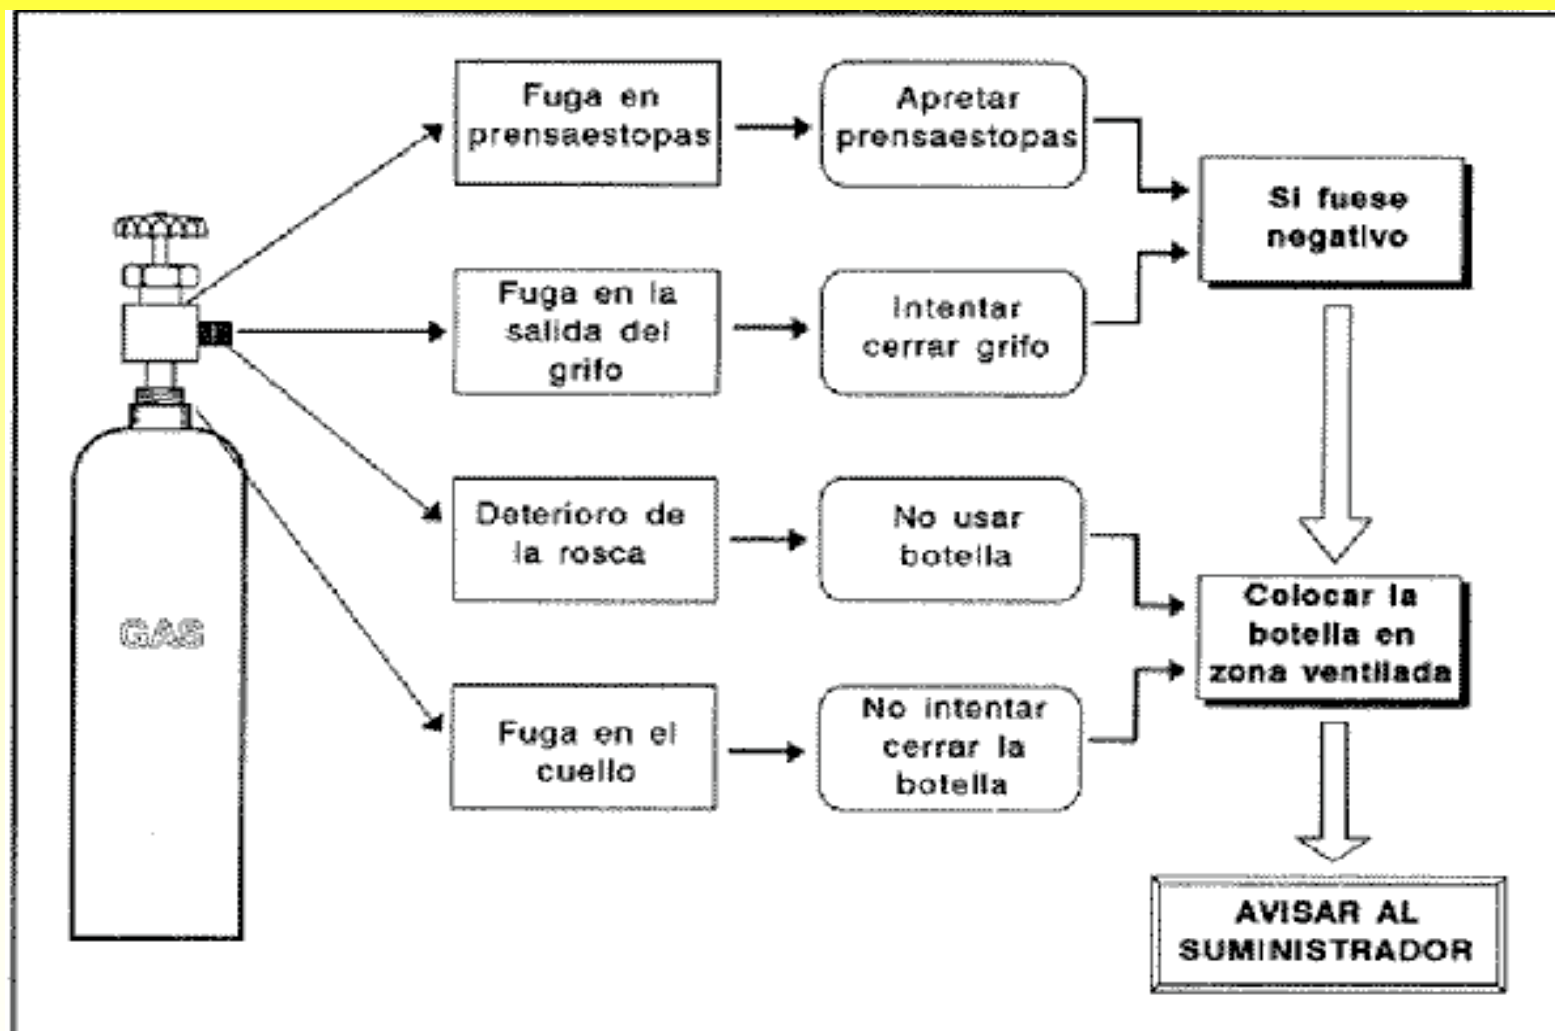 Fuga en
prensaestopas
Apretar
prensaestopas
Si fuese
negativo
Fuga en la
salida del
grifo
Intentar
cerrar grifo
Deterioro de
la rosca
No usar
botella
Colocar la
botella en
zona ventilada
GAS
Fuga en el
cuello
No intentar
cerrar la
botella
AVISAR AL
SUMINISTRADOR